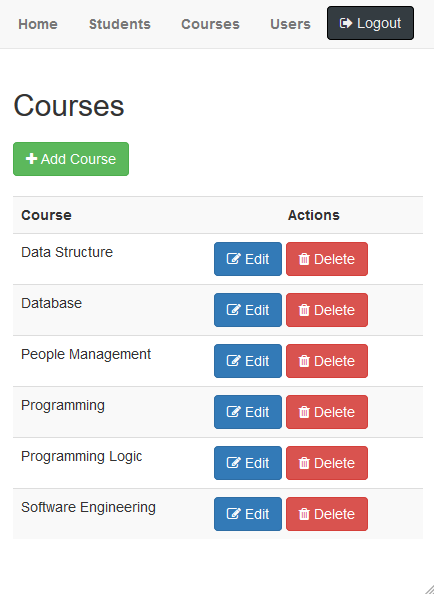 Home Students Courses Users Logout
Courses
Add Course
Course Actions
Data Structure Edit Delete
Database Edit Delete
People Management Edit Delete
Programming Edit Delete
Programming Logic Edit Delete
Software Engineering Edit Delete